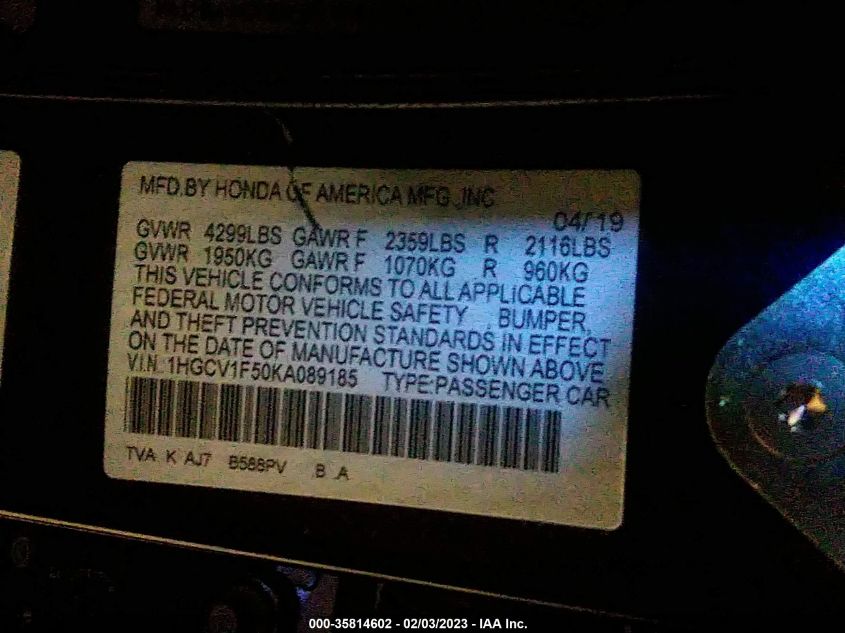 MFD.BY HONDA OF AMERICA MFG.,INC
04/19
GVWR 4299LBS GAWR F 2359LBS R 2116LBS
GVWR 1950KG GAWR F 1070KG R 960KG
THIS VEHICLE CONFORMS TO ALL APPLICABLE
FEDERAL MOTOR VEHICLE SAFETY , BUMPER,
AND THEFT PREVENTION STANDARDS IN EFFECT
ON THE DATE OF MANUFACTURE SHOWN ABOVE
V.I.N. 1HGCV1F50KA089185 TYPE:PASSENGER CAR
TVA K AJ7 B588PV B .A
000-35814602 - 02/03/2023 - IAA Inc.